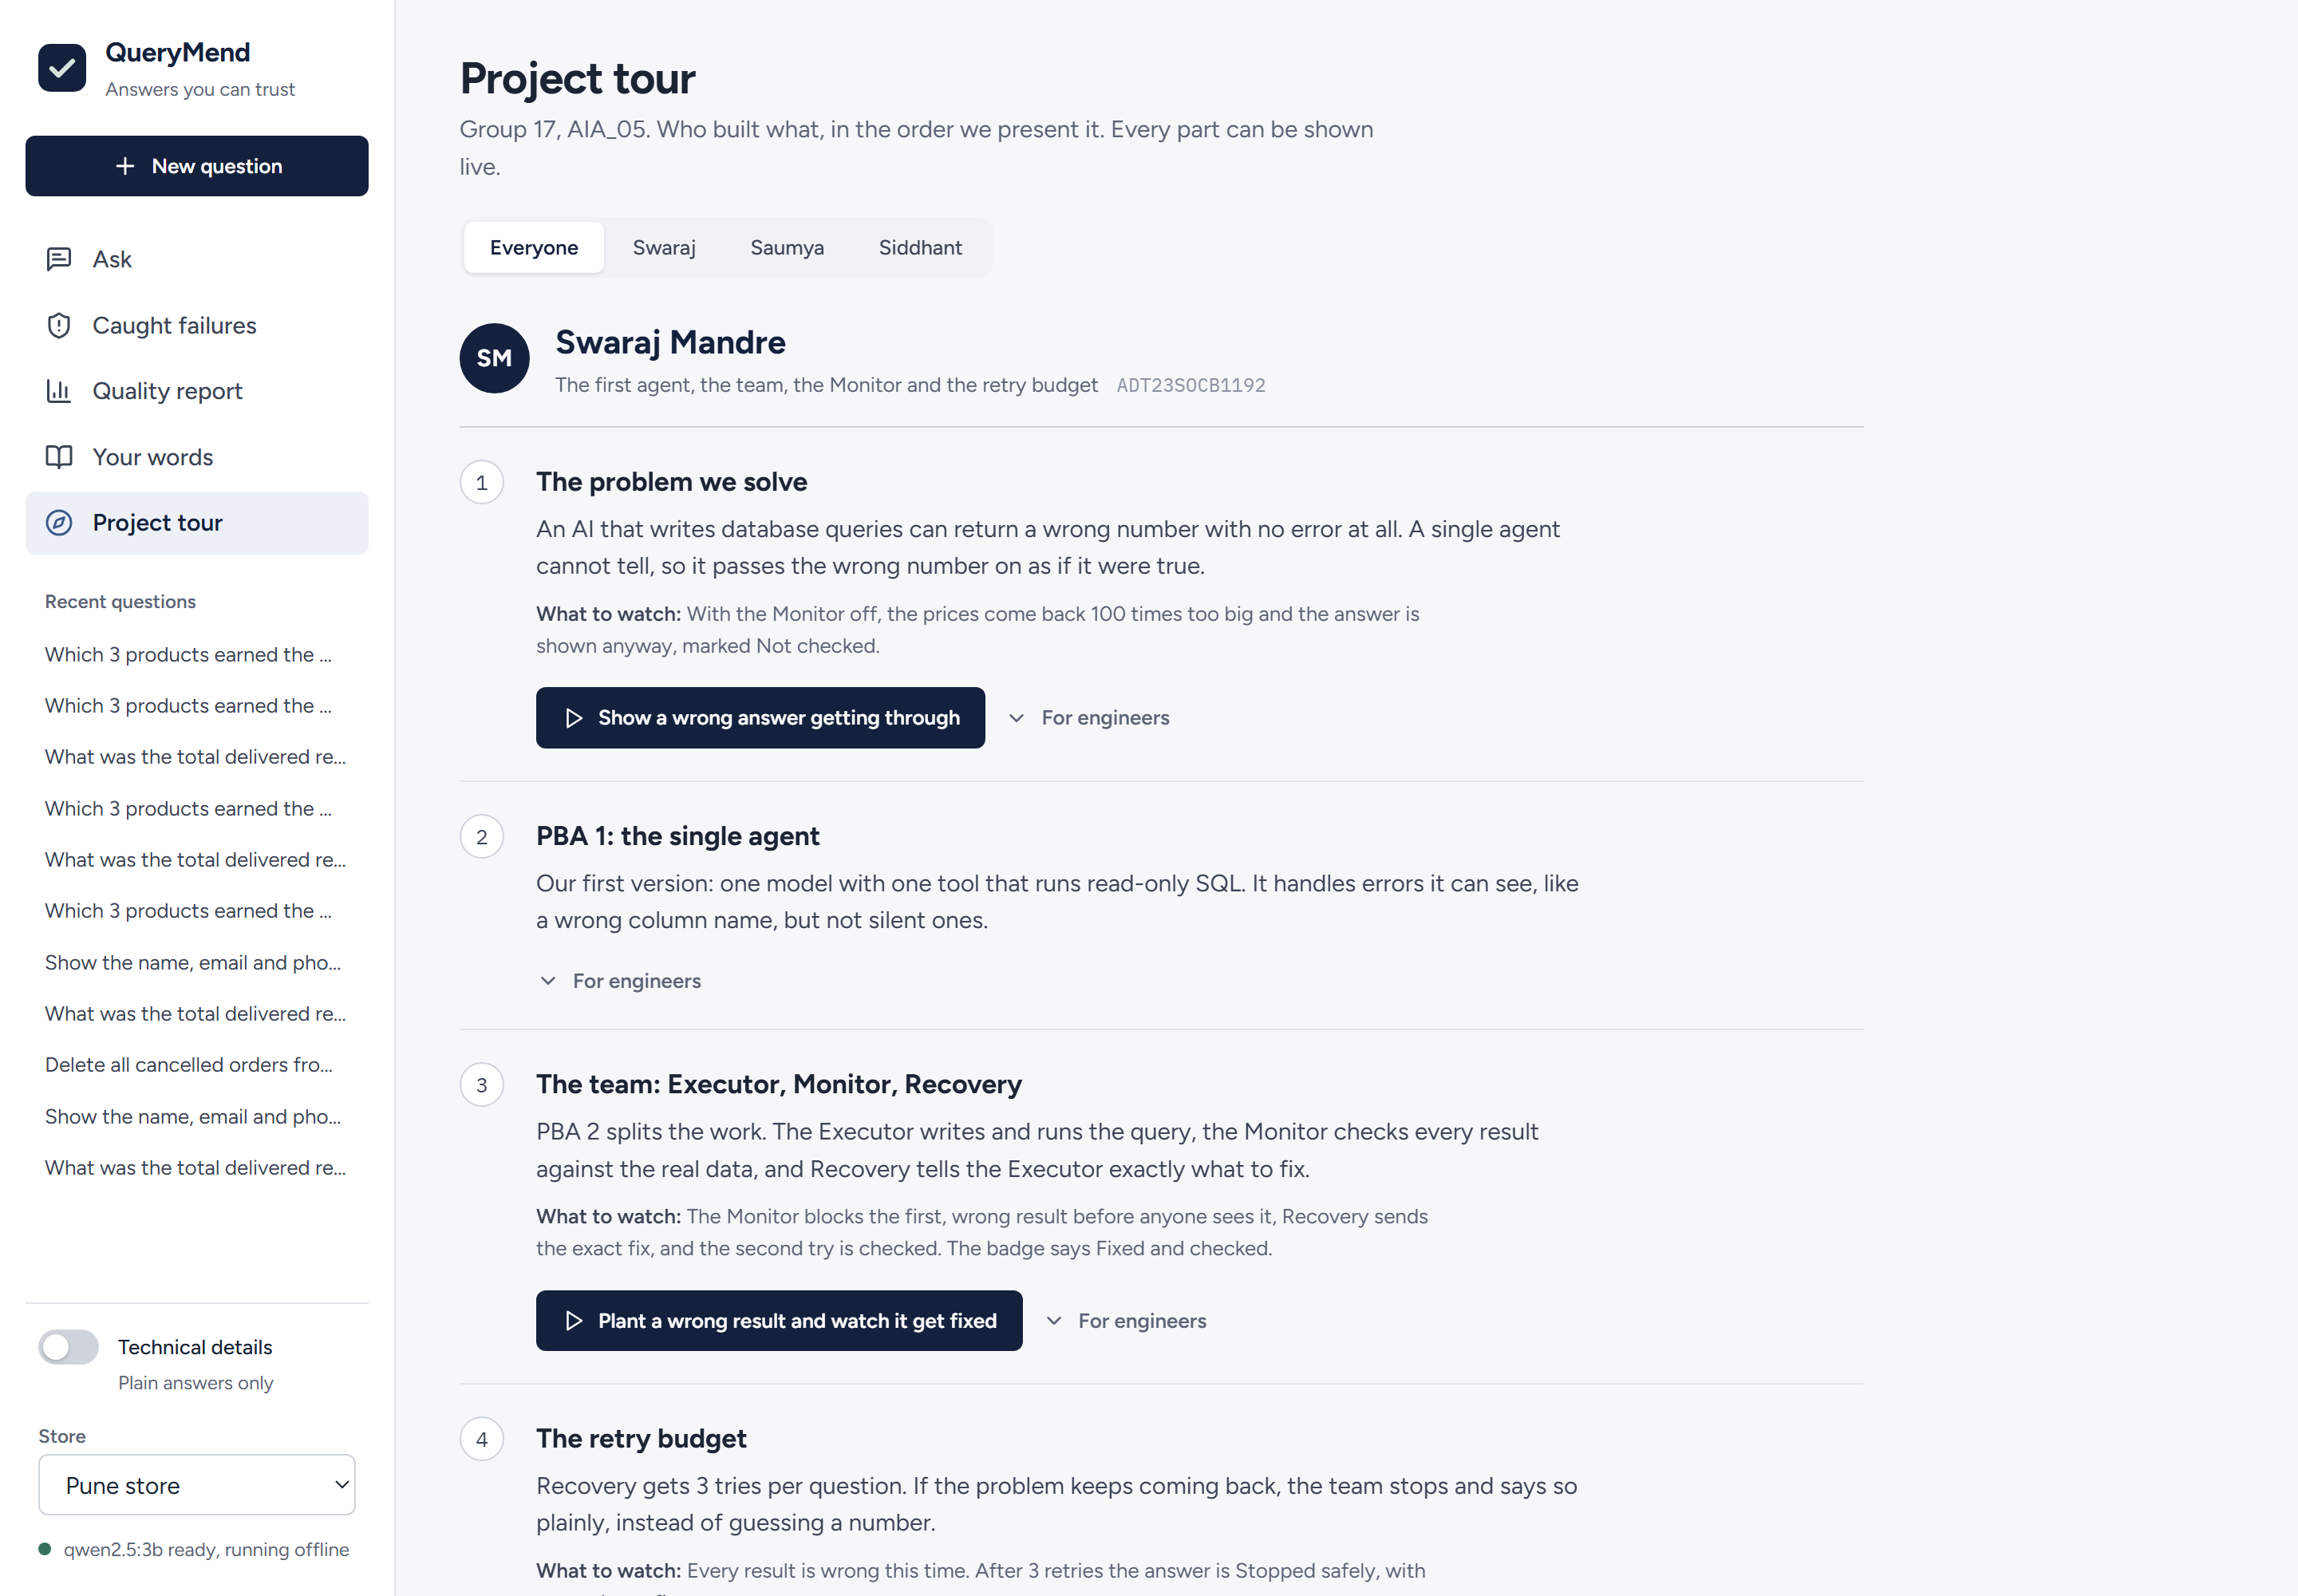 QueryMend
Answers you can trust
New question
Ask
Caught failures
Quality report
Your words
Project tour
Recent questions
Which 3 products earned the ...
Which 3 products earned the ...
What was the total delivered re...
Which 3 products earned the ...
What was the total delivered re...
Which 3 products earned the ...
Show the name, email and pho...
What was the total delivered re...
Delete all cancelled orders fro...
Show the name, email and pho...
What was the total delivered re...
Technical details
Plain answers only
Store
Pune store
qwen2.5:3b ready, running offline
Project tour
Group 17, AIA_05. Who built what, in the order we present it. Every part can be shown
live.
Everyone Swaraj Saumya Siddhant
SM
Swaraj Mandre
The first agent, the team, the Monitor and the retry budget ADT23SOCB1192
1 The problem we solve
An AI that writes database queries can return a wrong number with no error at all. A single agent
cannot tell, so it passes the wrong number on as if it were true.
What to watch: With the Monitor off, the prices come back 100 times too big and the answer is
shown anyway, marked Not checked.
Show a wrong answer getting through For engineers
2 PBA 1: the single agent
Our first version: one model with one tool that runs read-only SQL. It handles errors it can see, like
a wrong column name, but not silent ones.
For engineers
3 The team: Executor, Monitor, Recovery
PBA 2 splits the work. The Executor writes and runs the query, the Monitor checks every result
against the real data, and Recovery tells the Executor exactly what to fix.
What to watch: The Monitor blocks the first, wrong result before anyone sees it, Recovery sends
the exact fix, and the second try is checked. The badge says Fixed and checked.
Plant a wrong result and watch it get fixed For engineers
4 The retry budget
Recovery gets 3 tries per question. If the problem keeps coming back, the team stops and says so
plainly, instead of guessing a number.
What to watch: Every result is wrong this time. After 3 retries the answer is Stopped safely, with